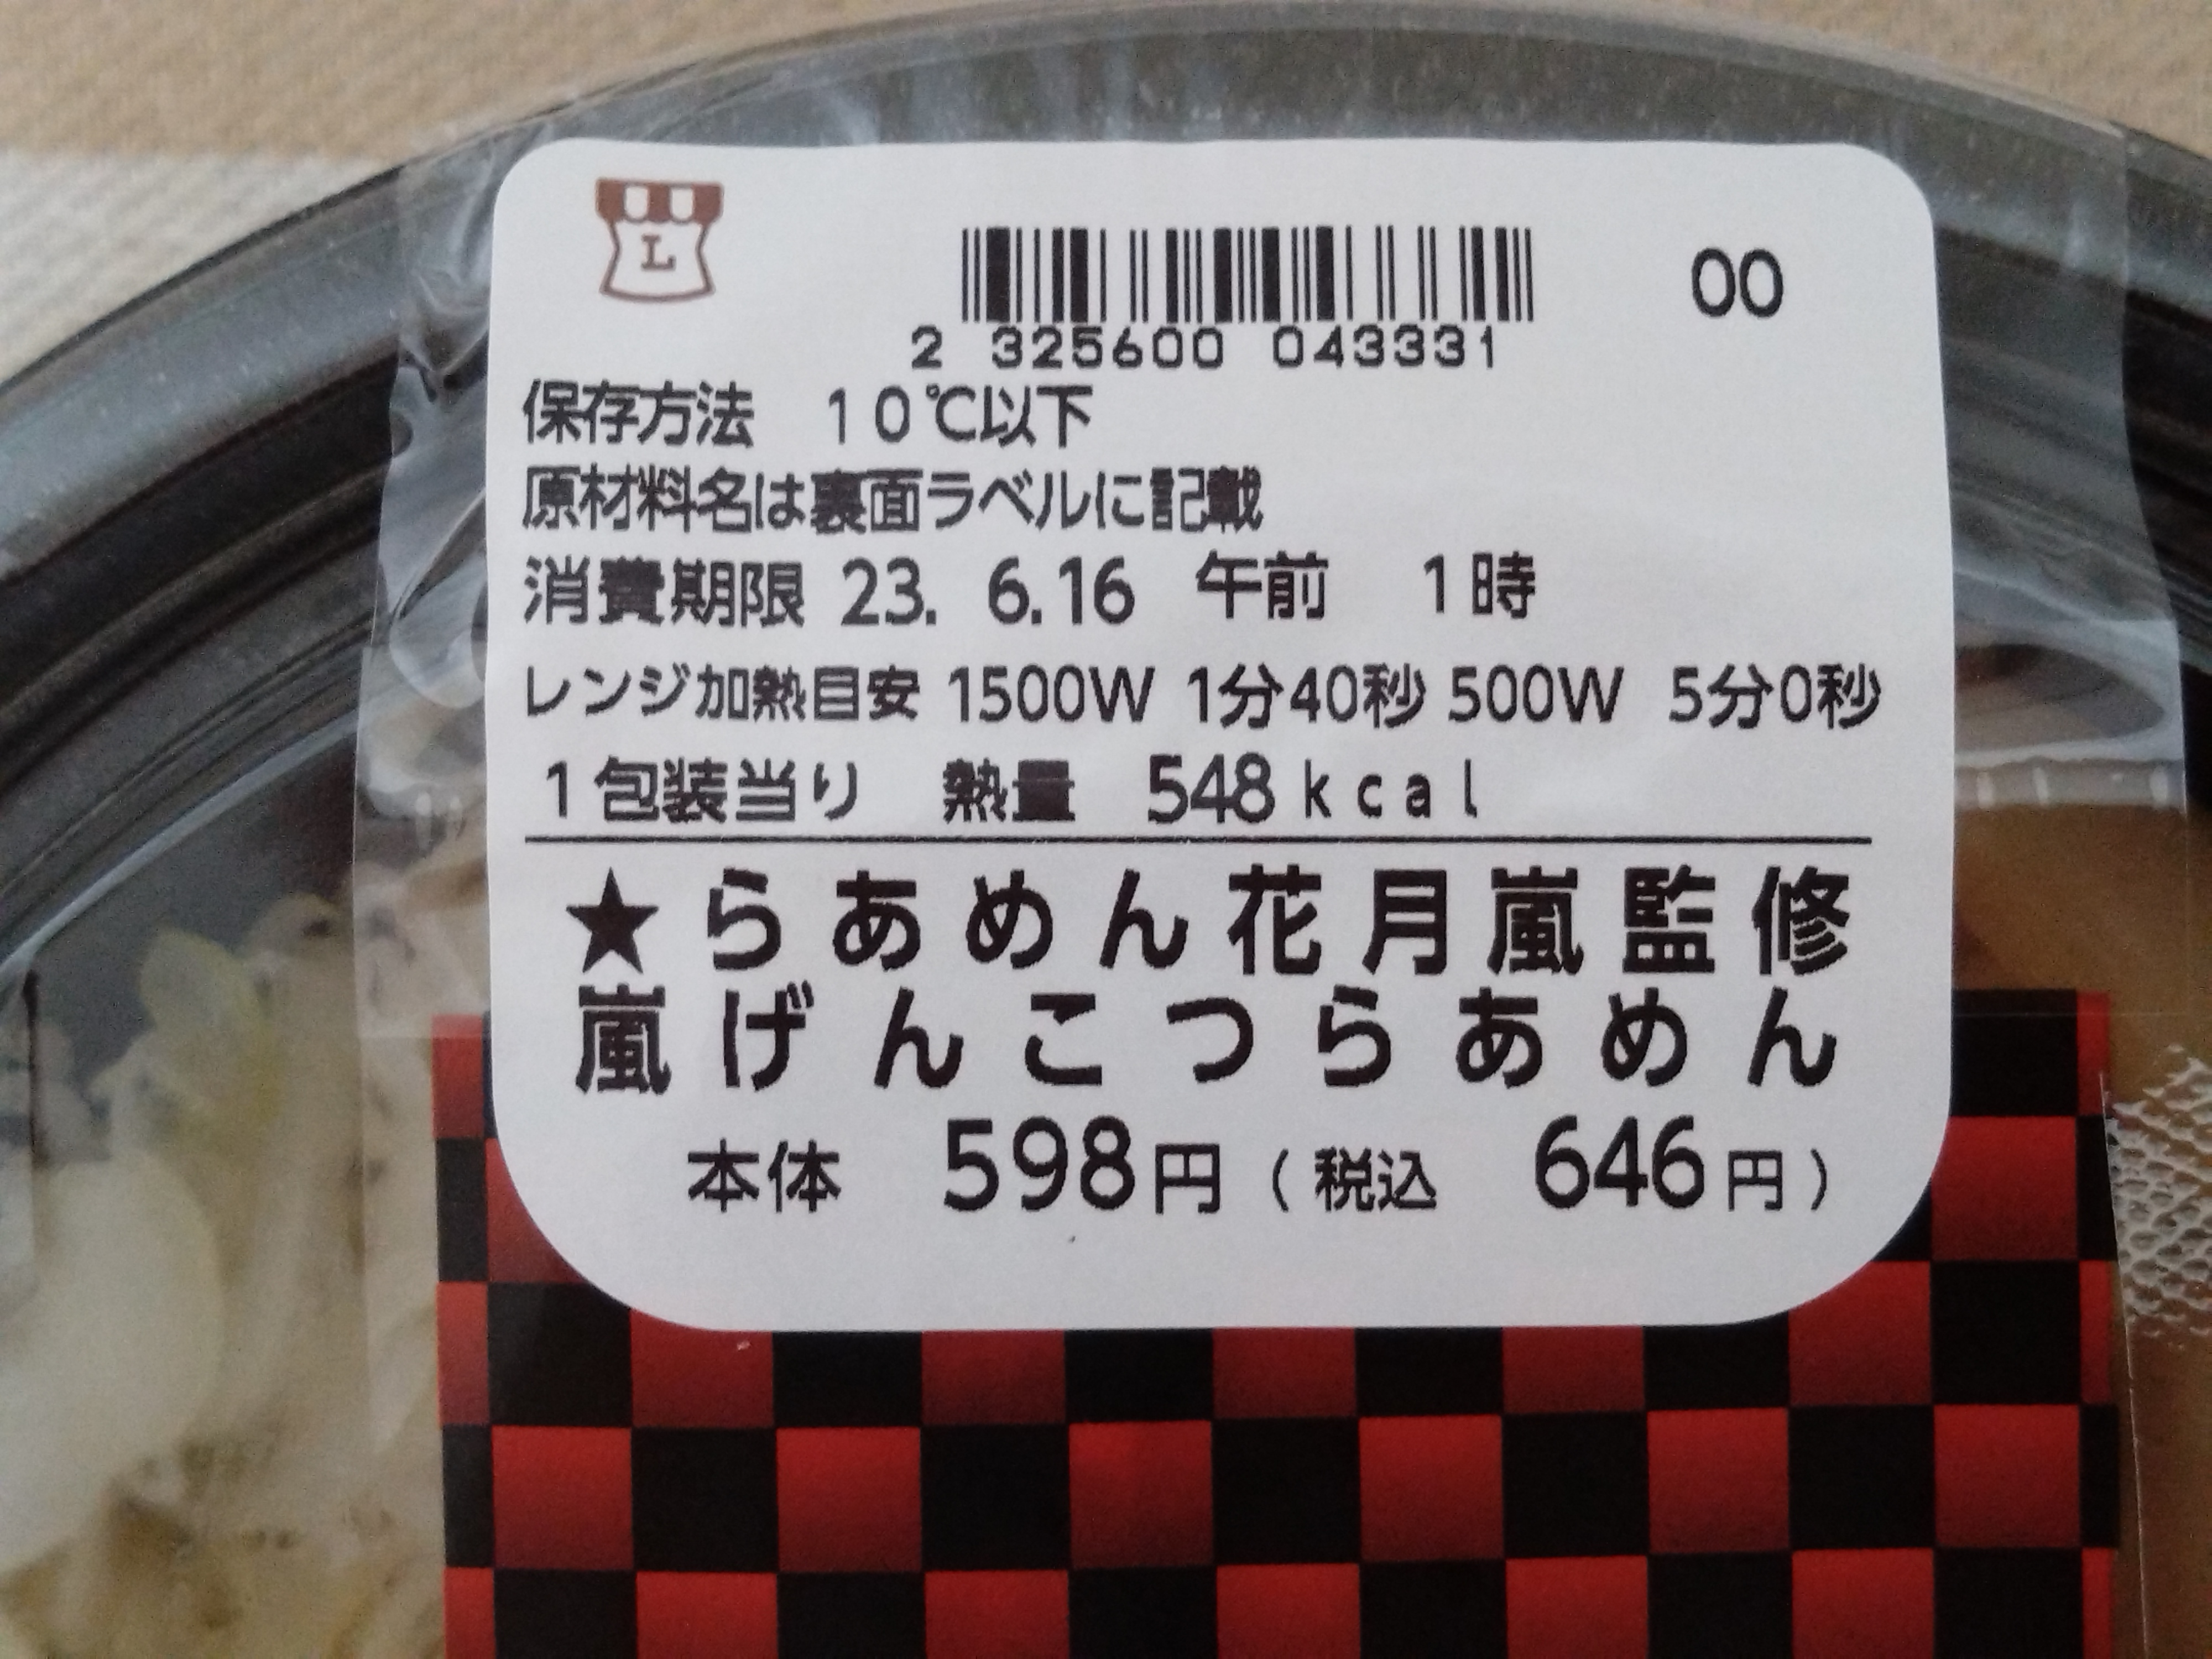 L
00
2 325600 043331
保存方法 10℃以下
原材料名は裏面ラベルに記載
消費期限 23. 6.16 午前 1時
レンジ加熱目安 1500W 1分40秒 500W 5分0秒
1包装当り 熱量 548kcal
★らあめん花月嵐監修
嵐げんこつらあめん
本体 598円(税込 646円)